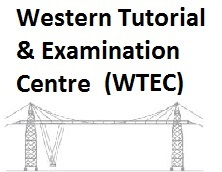 Western Tutorial
& Examination
Centre (WTEC)